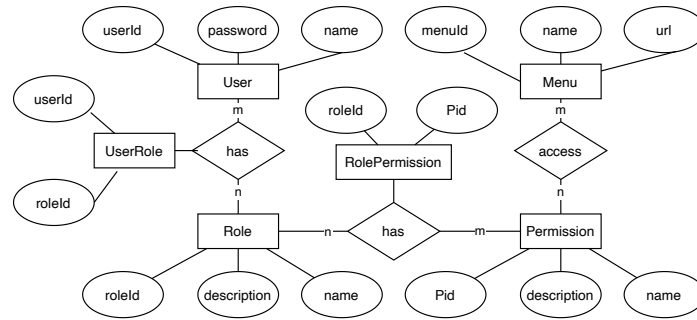 userId
password
name
menuId
name
url
User
Menu
userId
m
roleId
Pid
m
UserRole
has
RolePermission
access
roleId
n
n
Role
n
has
m
Permission
roleId
description
name
Pid
description
name